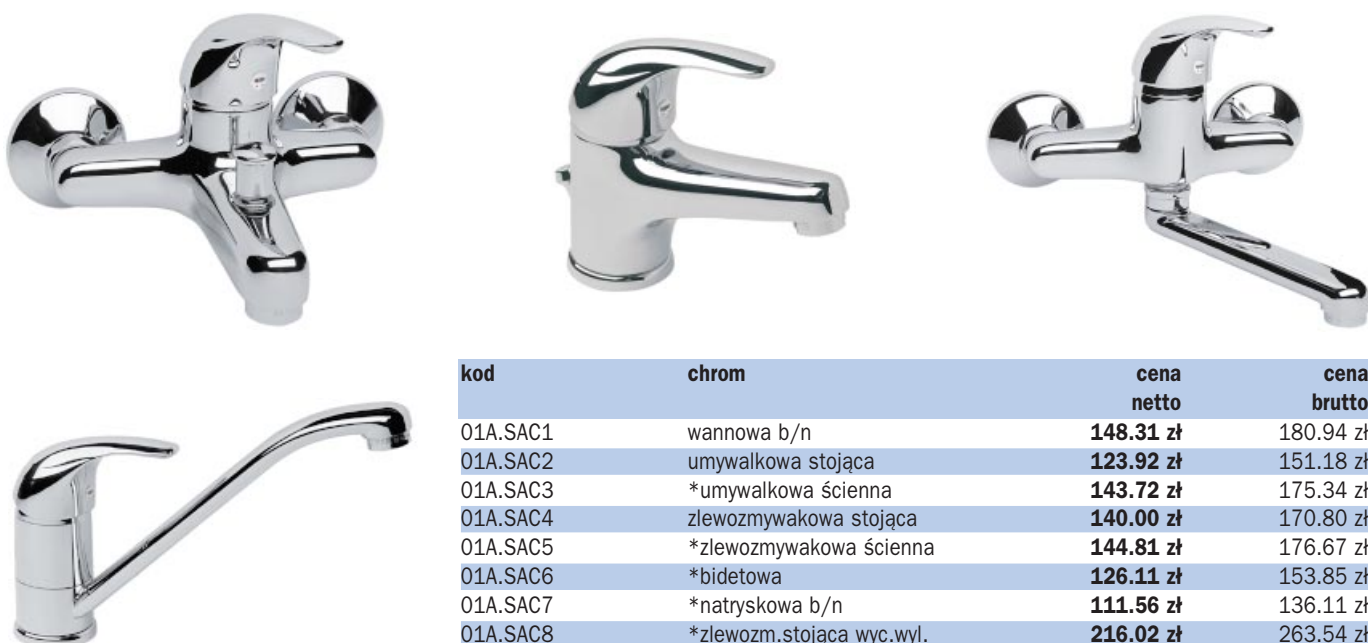 kod chrom cena cena
netto brutto
01A.SAC1 wannowa b/n 148.31 zł 180.94 zł
01A.SAC2 umywalkowa stojąca 123.92 zł 151.18 zł
01A.SAC3 *umywalkowa ścienna 143.72 zł 175.34 zł
01A.SAC4 zlewozmywakowa stojąca 140.00 zł 170.80 zł
01A.SAC5 *zlewozmywakowa ścienna 144.81 zł 176.67 zł
01A.SAC6 *bidetowa 126.11 zł 153.85 zł
01A.SAC7 *natryskowa b/n 111.56 zł 136.11 zł
01A.SAC8 *zlewozm.stojąca wyc.wyl. 216.02 zł 263.54 zł